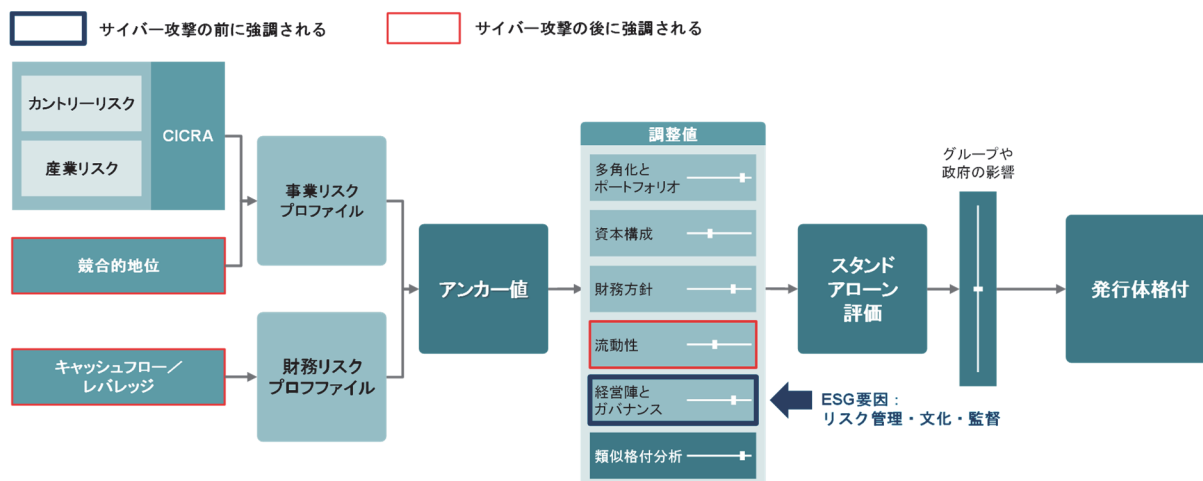 サイバー攻撃の前に強調される
サイバー攻撃の後に強調される
カントリーリスク
産業リスク
CICRA
競合的地位
キャッシュフロー／
レバレッジ
事業リスク
プロファイル
財務リスク
プロフファイル
アンカー値
調整値
多角化と
ポートフォリオ
資本構成
財務方針
流動性
経営陣と
ガバナンス
類似格付分析
ESG要因：
リスク管理・文化・監督
スタンド
アローン
評価
グループや
政府の影響
発行体格付